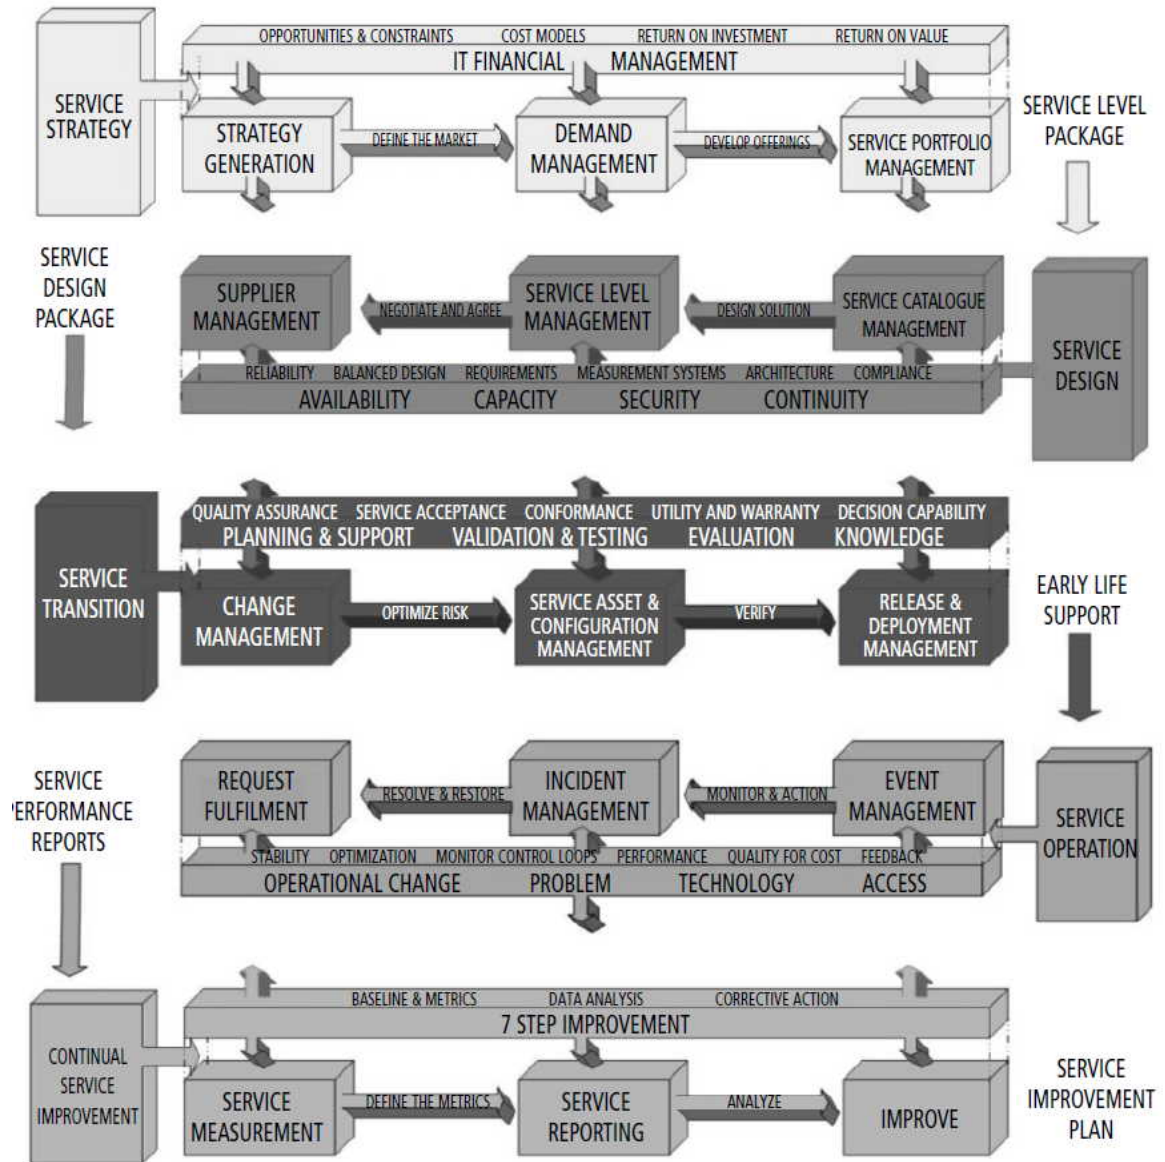 OPPORTUNITIES & CONSTRAINTS COST MODELS RETURN ON INVESTMENT RETURN ON VALUE
IT FINANCIAL MANAGEMENT
SERVICE
STRATEGY
STRATEGY
GENERATION
DEFINE THE MARKET
DEMAND
MANAGEMENT
DEVELOP OFFERINGS
SERVICE PORTFOLIO
MANAGEMENT
SERVICE LEVEL
PACKAGE
SERVICE
DESIGN
PACKAGE
SUPPLIER
MANAGEMENT
NEGOTIATE AND AGREE
SERVICE LEVEL
MANAGEMENT
DESIGN SOLUTION
SERVICE CATALOGUE
MANAGEMENT
RELIABILITY BALANCED DESIGN REQUIREMENTS MEASUREMENT SYSTEMS ARCHITECTURE COMPLIANCE
AVAILABILITY CAPACITY SECURITY CONTINUITY
SERVICE
DESIGN
QUALITY ASSURANCE SERVICE ACCEPTANCE CONFORMANCE UTILITY AND WARRANTY DECISION CAPABILITY
PLANNING & SUPPORT VALIDATION & TESTING EVALUATION KNOWLEDGE
SERVICE
TRANSITION
CHANGE
MANAGEMENT
OPTIMIZE RISK
SERVICE ASSET &
CONFIGURATION
MANAGEMENT
VERIFY
RELEASE &
DEPLOYMENT
MANAGEMENT
EARLY LIFE
SUPPORT
SERVICE
PERFORMANCE
REPORTS
REQUEST
FULFILMENT
RESOLVE & RESTORE
INCIDENT
MANAGEMENT
MONITOR & ACTION
EVENT
MANAGEMENT
STABILITY OPTIMIZATION MONITOR CONTROL LOOPS PERFORMANCE QUALITY FOR COST FEEDBACK
OPERATIONAL CHANGE PROBLEM TECHNOLOGY ACCESS
SERVICE
OPERATION
BASELINE & METRICS DATA ANALYSIS CORRECTIVE ACTION
7 STEP IMPROVEMENT
CONTINUAL
SERVICE
IMPROVEMENT
SERVICE
MEASUREMENT
DEFINE THE METRICS
SERVICE
REPORTING
ANALYZE
IMPROVE
SERVICE
IMPROVEMENT
PLAN